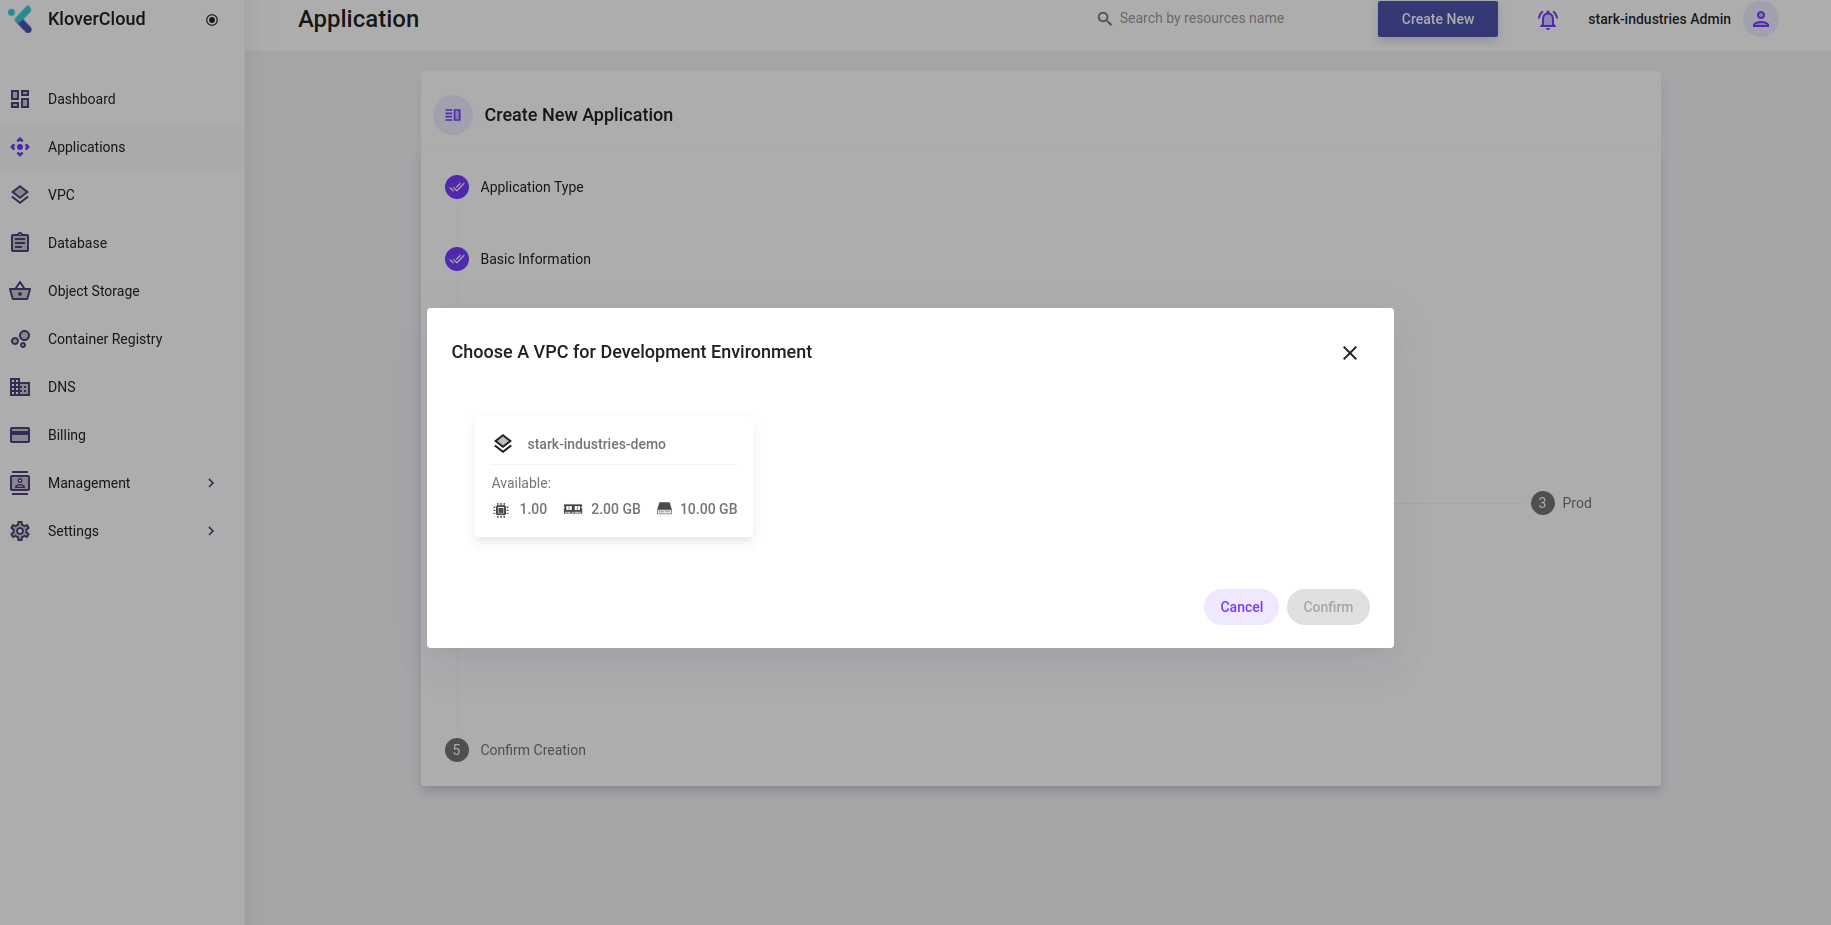 KloverCloud
Application
Search by resources name
Create New
stark-industries Admin
Dashboard
Applications
VPC
Database
Object Storage
Container Registry
DNS
Billing
Management
Settings
Create New Application
Application Type
Basic Information
Choose A VPC for Development Environment
stark-industries-demo
Available:
1.00 2.00 GB 10.00 GB
Cancel Confirm
3 Prod
5 Confirm Creation